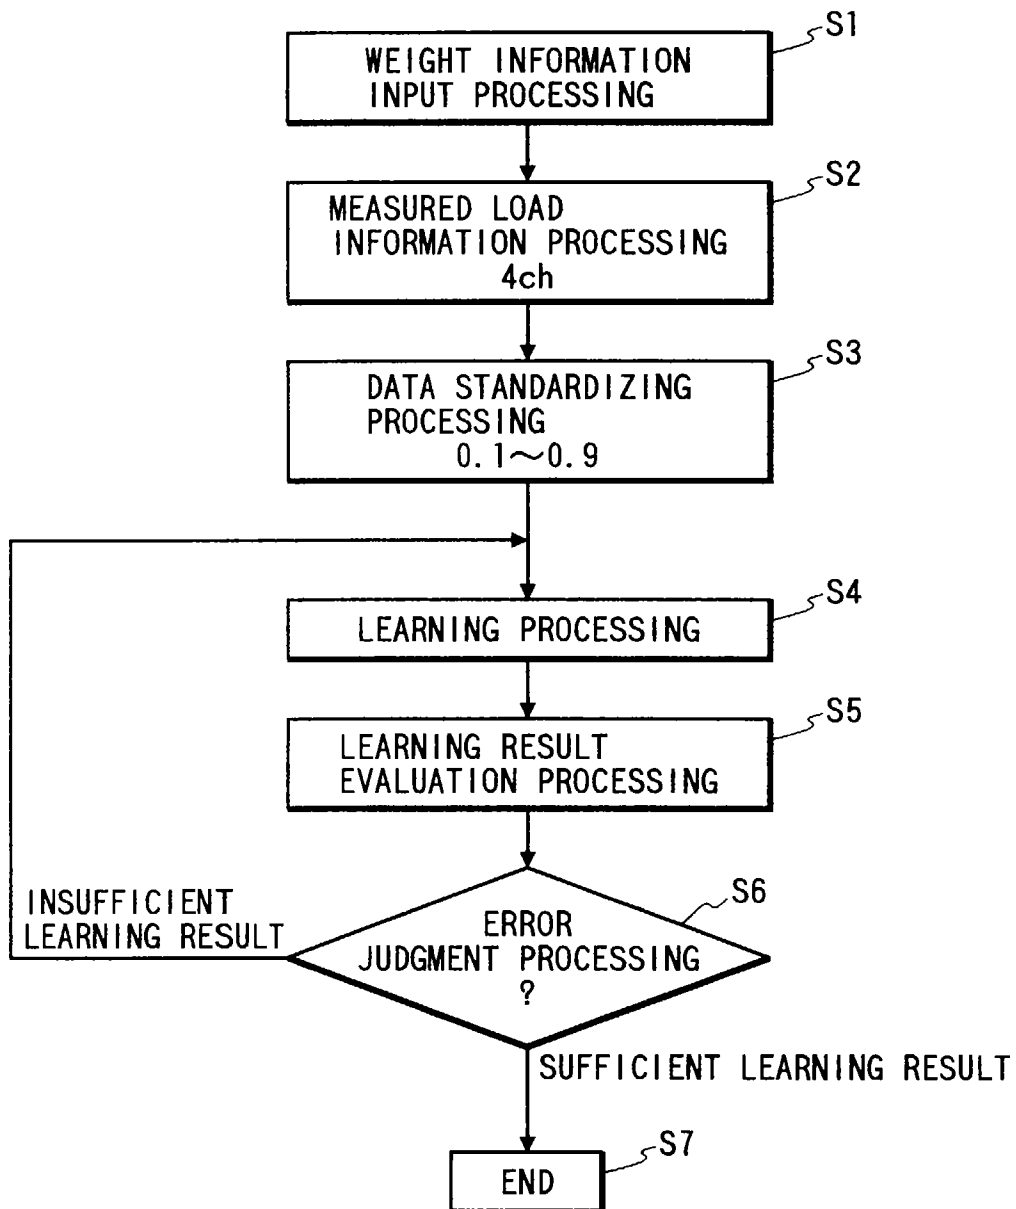 S1
WEIGHT INFORMATION
INPUT PROCESSING
S2
MEASURED LOAD
INFORMATION PROCESSING
4ch
S3
DATA STANDARDIZING
PROCESSING
0.1～0.9
S4
LEARNING PROCESSING
S5
LEARNING RESULT
EVALUATION PROCESSING
INSUFFICIENT
LEARNING RESULT
S6
ERROR
JUDGMENT PROCESSING
?
SUFFICIENT LEARNING RESULT
S7
END